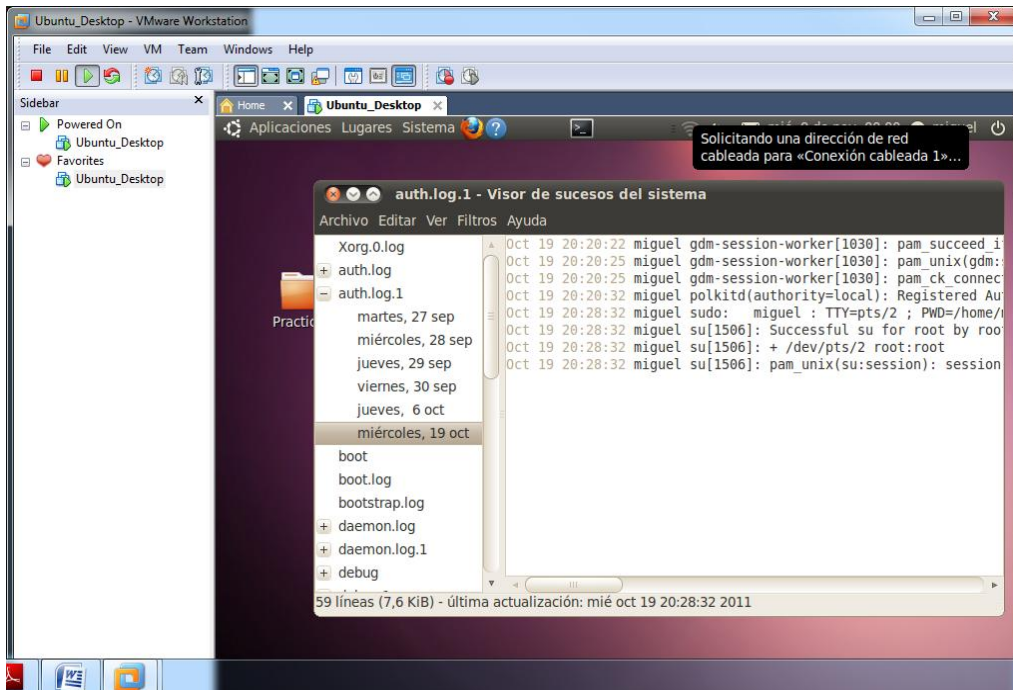 Ubuntu_Desktop - VMware Workstation
File Edit View VM Team Windows Help
Sidebar
Powered On
Ubuntu_Desktop
Favorites
Ubuntu_Desktop
Home
Ubuntu_Desktop
Aplicaciones Lugares Sistema
Solicitando una dirección de red
cableada para «Conexión cableada 1»...
Practic
auth.log.1 - Visor de sucesos del sistema
Archivo Editar Ver Filtros Ayuda
Xorg.0.log
auth.log
auth.log.1
martes, 27 sep
miércoles, 28 sep
jueves, 29 sep
viernes, 30 sep
jueves, 6 oct
miércoles, 19 oct
boot
boot.log
bootstrap.log
daemon.log
daemon.log.1
debug
Oct 19 20:20:22 miguel gdm-session-worker[1030]: pam_succeed_i
Oct 19 20:20:25 miguel gdm-session-worker[1030]: pam_unix(gdm:
Oct 19 20:20:25 miguel gdm-session-worker[1030]: pam_ck_connec
Oct 19 20:20:32 miguel polkitd(authority=local): Registered Au
Oct 19 20:28:32 miguel sudo: miguel : TTY=pts/2 ; PWD=/home/
Oct 19 20:28:32 miguel su[1506]: Successful su for root by roo
Oct 19 20:28:32 miguel su[1506]: + /dev/pts/2 root:root
Oct 19 20:28:32 miguel su[1506]: pam_unix(su:session): session
59 líneas (7,6 KiB) - última actualización: mié oct 19 20:28:32 2011